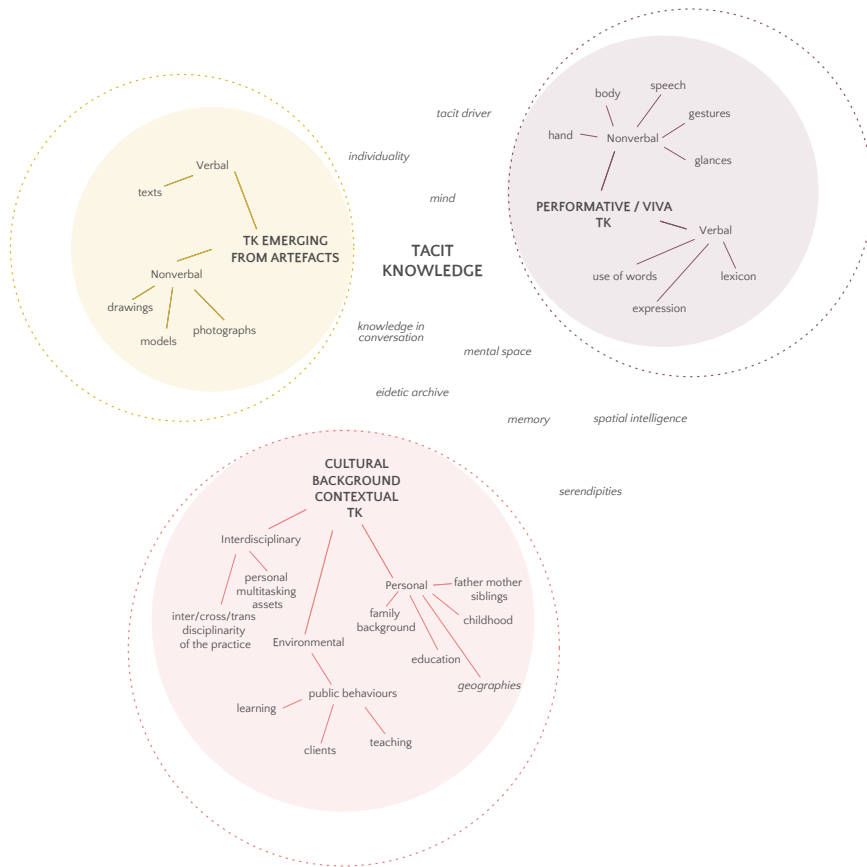 tacit driver
individuality
mind
TACIT
KNOWLEDGE
knowledge in
conversation
mental space
eidetic archive
memory
spatial intelligence
serendipities
Verbal
texts
TK EMERGING
FROM ARTEFACTS
Nonverbal
drawings
models
photographs
body
speech
hand
Nonverbal
gestures
glances
PERFORMATIVE / VIVA
TK
Verbal
use of words
lexicon
expression
CULTURAL
BACKGROUND
CONTEXTUAL
TK
Interdisciplinary
personal
multitasking
assets
inter/cross/trans
disciplinarity
of the practice
Environmental
public behaviours
learning
clients
teaching
Personal
father mother
siblings
family
background
childhood
education
geographies